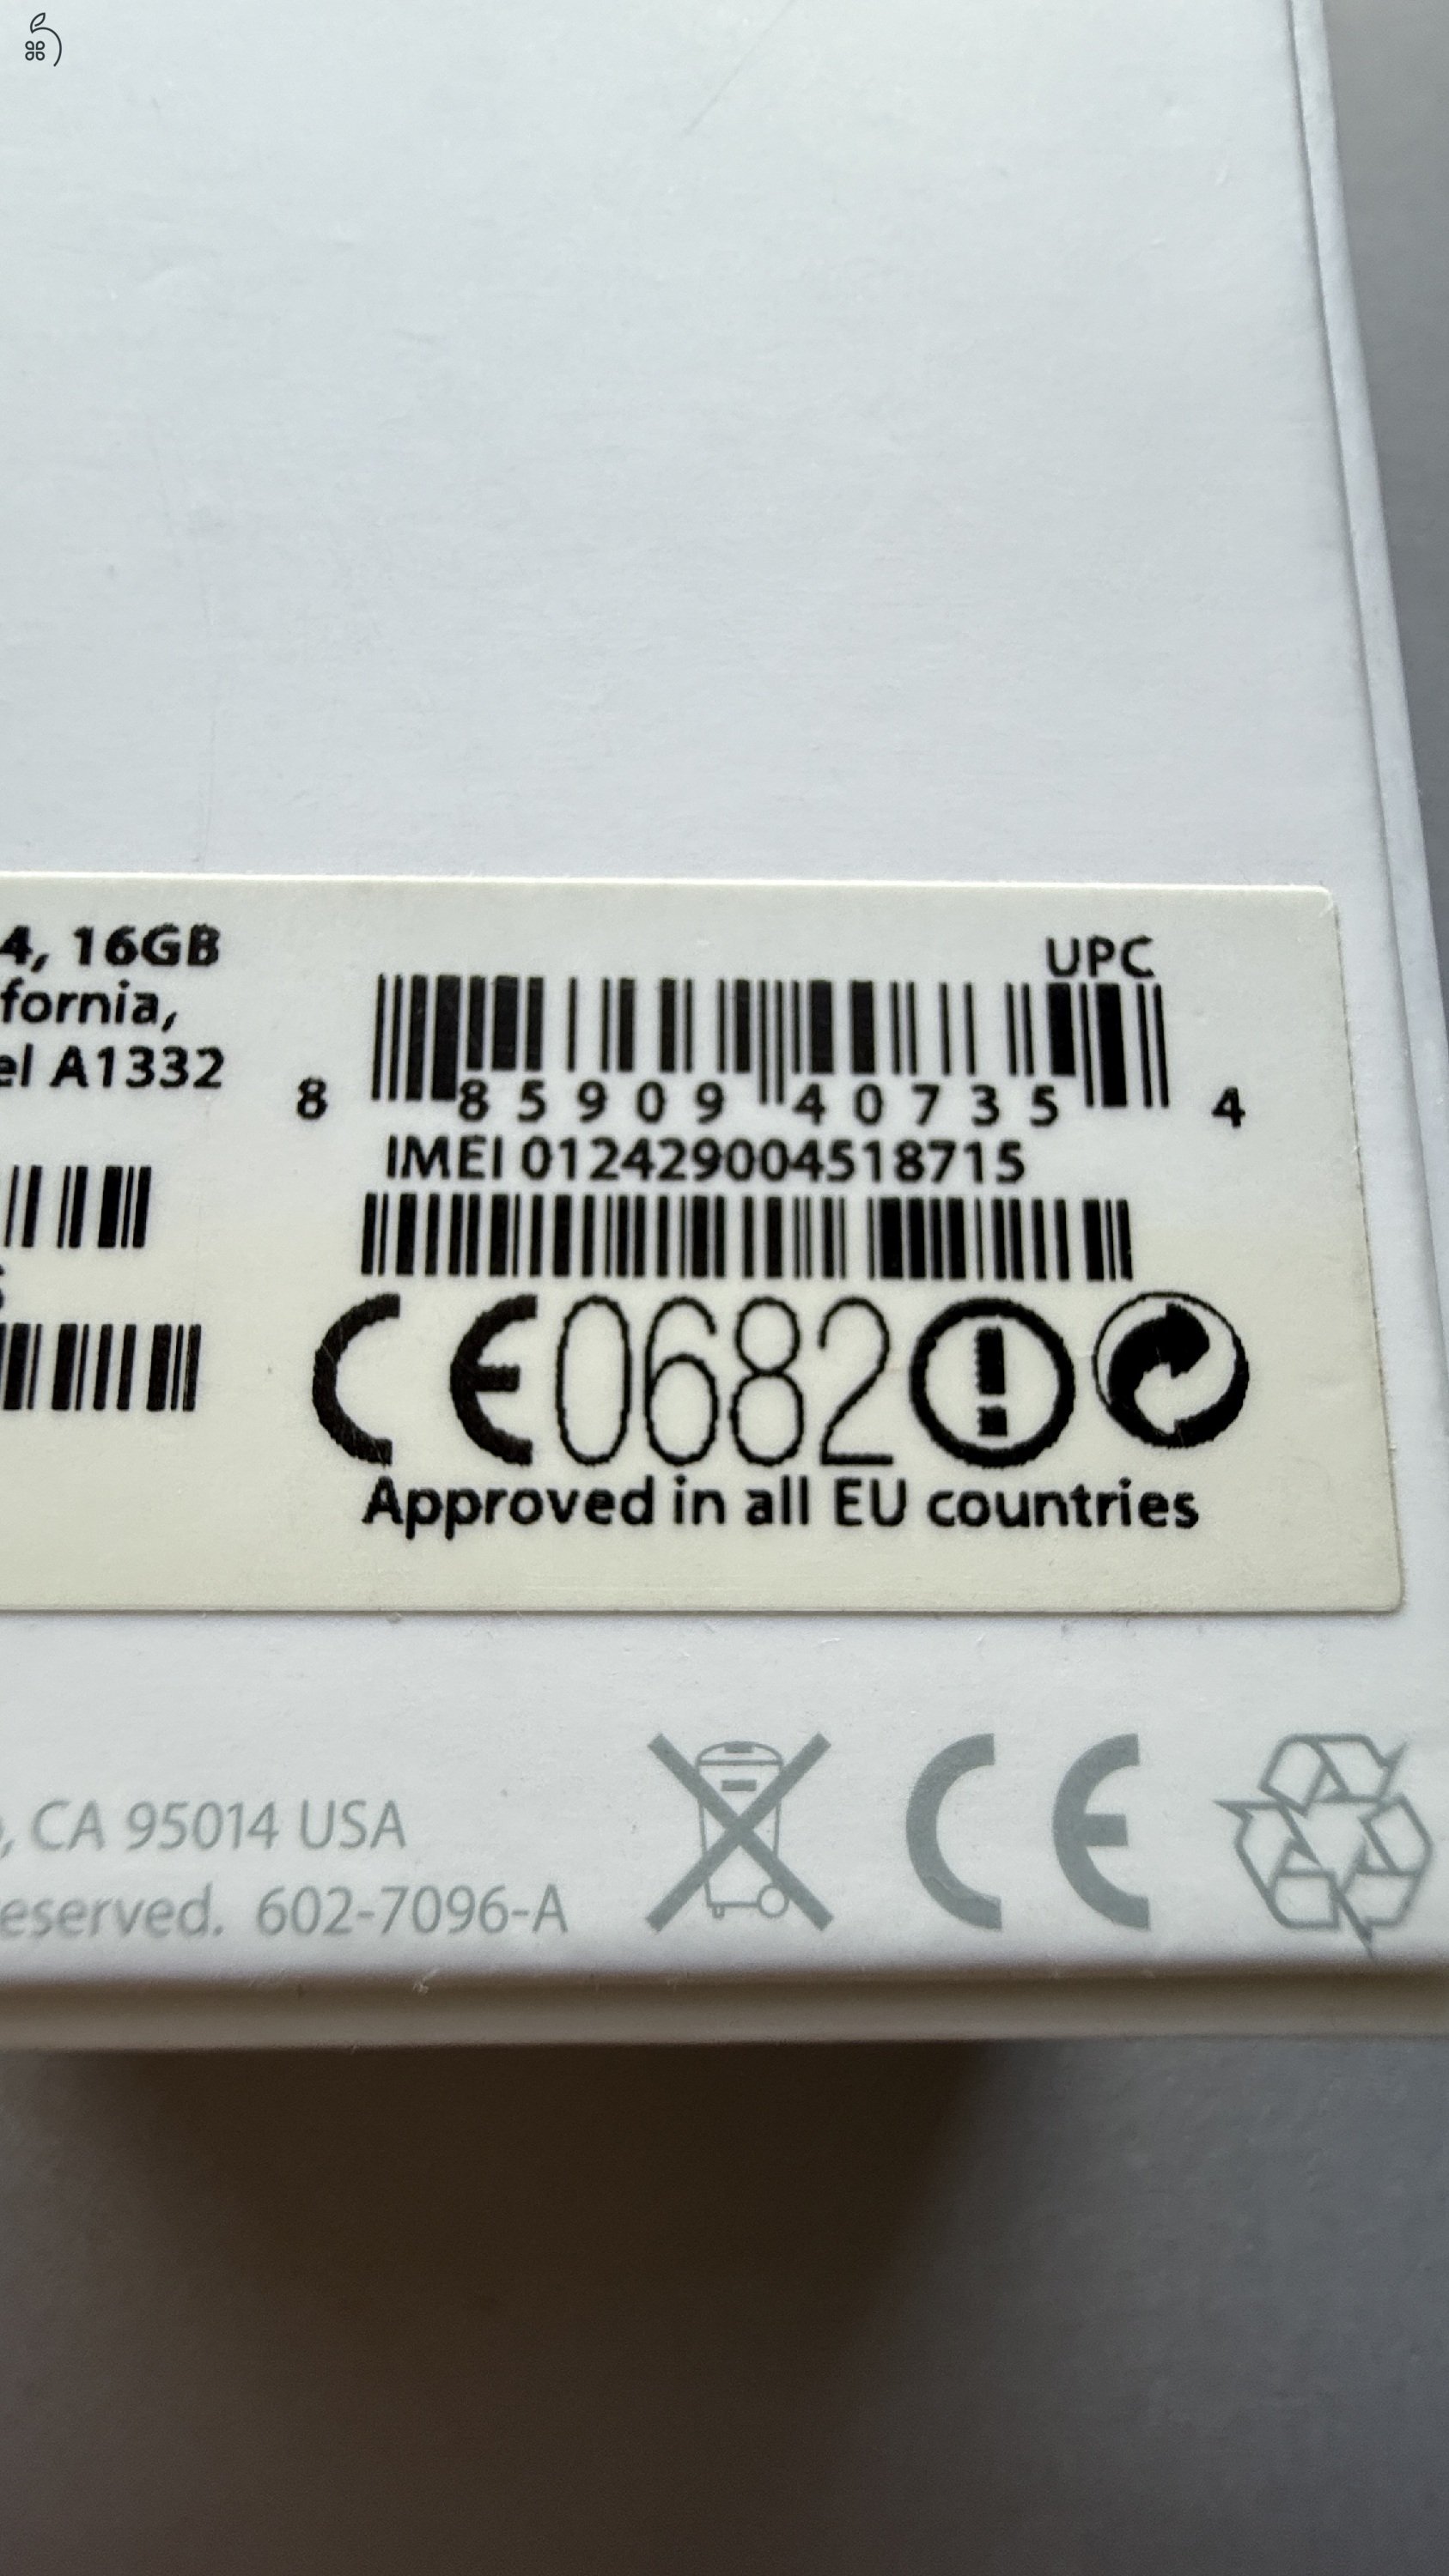 4, 16GB
fornia,
el A1332
UPC
8 85909 40735 4
IMEI 012429004518715
CE0682
Approved in all EU countries
, CA 95014 USA
eserved. 602-7096-A
CE